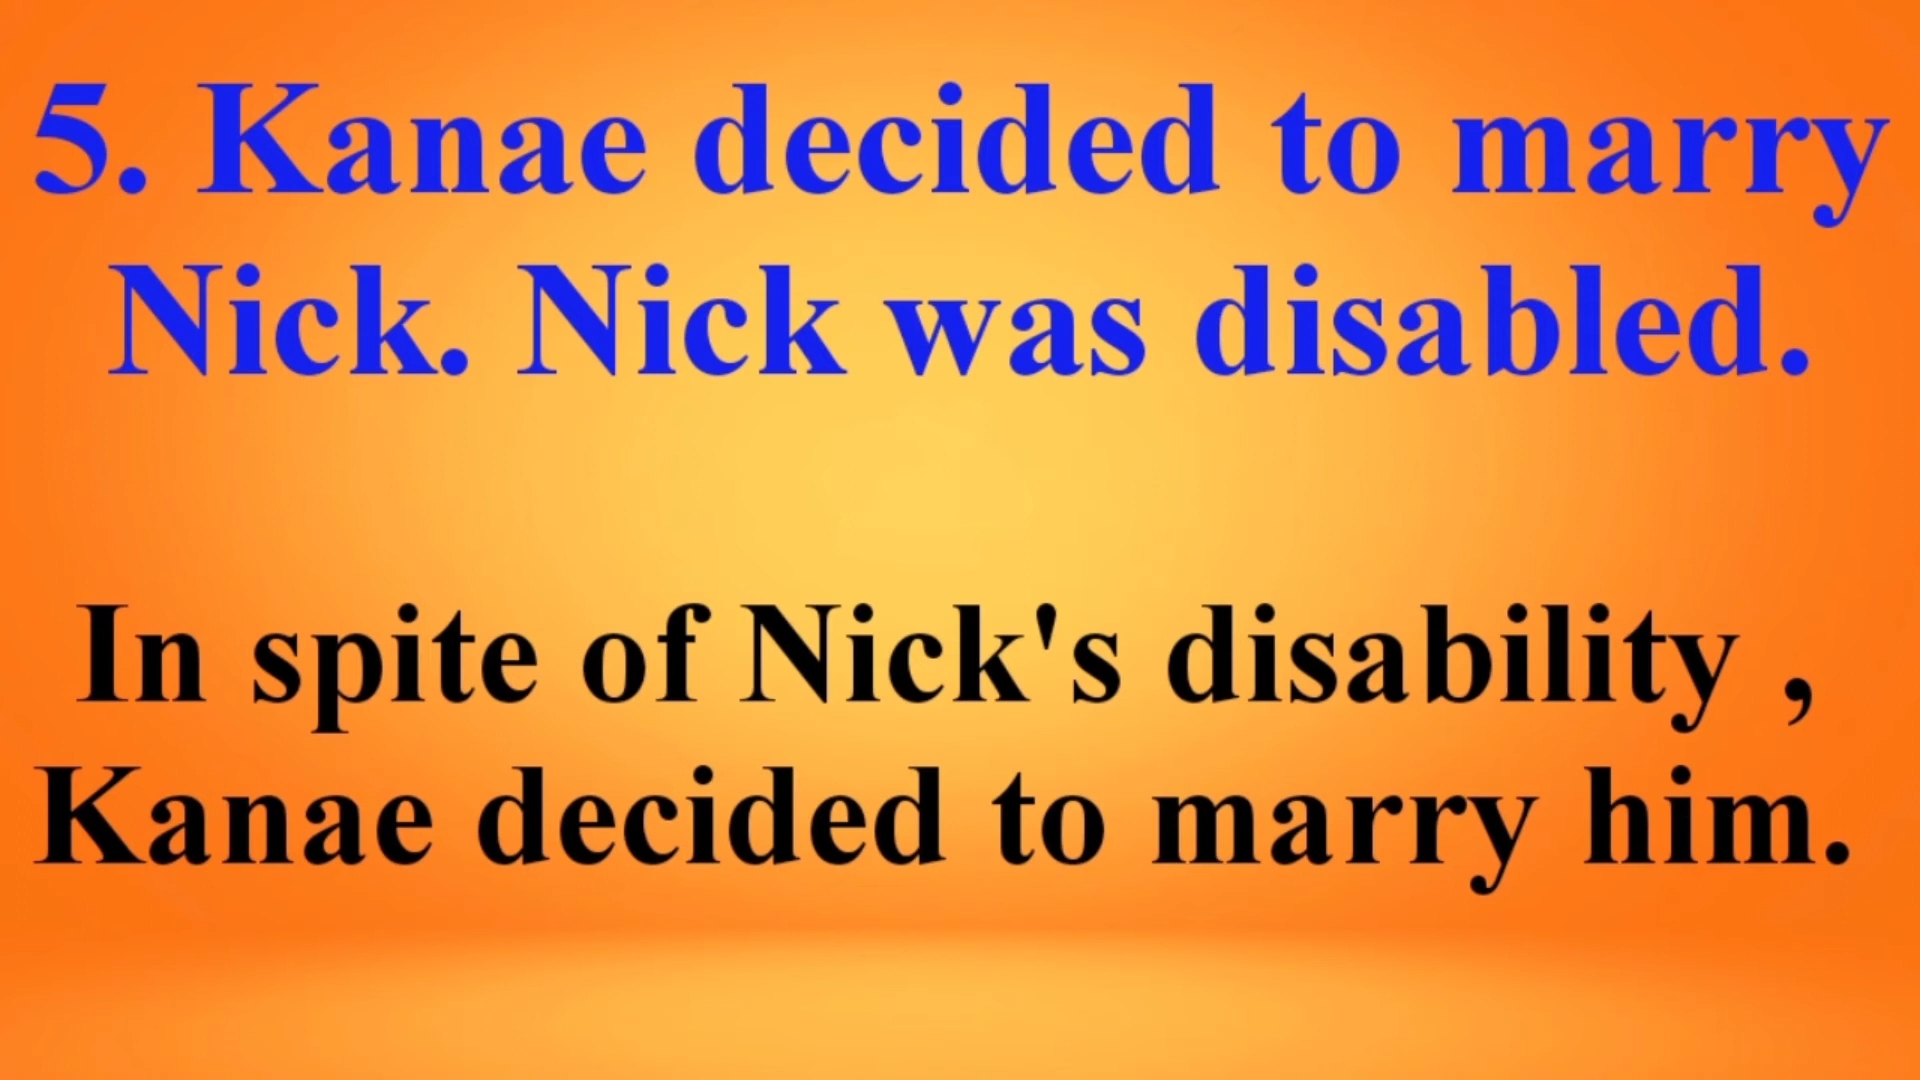 5. Kanae decided to marry
Nick. Nick was disabled.
In spite of Nick's disability ,
Kanae decided to marry him.